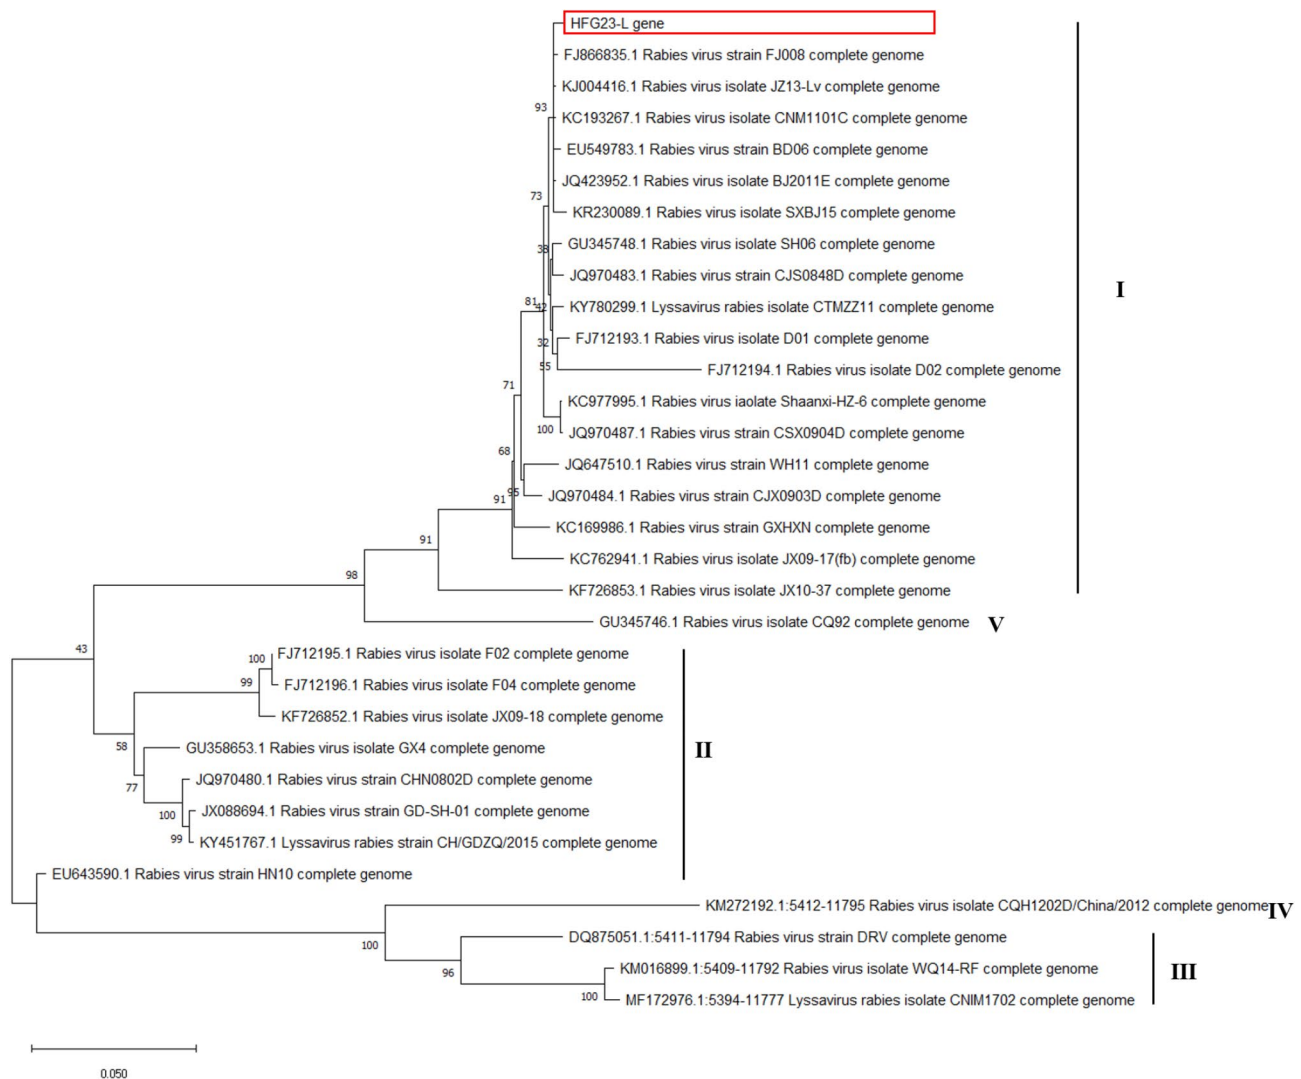 HFG23-L gene
FJ866835.1 Rabies virus strain FJ008 complete genome
KJ004416.1 Rabies virus isolate JZ13-Lv complete genome
93
KC193267.1 Rabies virus isolate CNM1101C complete genome
EU549783.1 Rabies virus strain BD06 complete genome
JQ423952.1 Rabies virus isolate BJ2011E complete genome
73
KR230089.1 Rabies virus isolate SXBJ15 complete genome
GU345748.1 Rabies virus isolate SH06 complete genome
38
JQ970483.1 Rabies virus strain CJS0848D complete genome
I
81
42
KY780299.1 Lyssavirus rabies isolate CTMZZ11 complete genome
FJ712193.1 Rabies virus isolate D01 complete genome
32
55
FJ712194.1 Rabies virus isolate D02 complete genome
71
KC977995.1 Rabies virus iaolate Shaanxi-HZ-6 complete genome
100
JQ970487.1 Rabies virus strain CSX0904D complete genome
68
JQ647510.1 Rabies virus strain WH11 complete genome
91
95
JQ970484.1 Rabies virus strain CJX0903D complete genome
KC169986.1 Rabies virus strain GXHXN complete genome
91
KC762941.1 Rabies virus isolate JX09-17(fb) complete genome
98
KF726853.1 Rabies virus isolate JX10-37 complete genome
GU345746.1 Rabies virus isolate CQ92 complete genome V
43
100
FJ712195.1 Rabies virus isolate F02 complete genome
99
FJ712196.1 Rabies virus isolate F04 complete genome
KF726852.1 Rabies virus isolate JX09-18 complete genome
58
GU358653.1 Rabies virus isolate GX4 complete genome
II
77
JQ970480.1 Rabies virus strain CHN0802D complete genome
100
JX088694.1 Rabies virus strain GD-SH-01 complete genome
99
KY451767.1 Lyssavirus rabies strain CH/GDZQ/2015 complete genome
EU643590.1 Rabies virus strain HN10 complete genome
KM272192.1:5412-11795 Rabies virus isolate CQH1202D/China/2012 complete genome IV
100
DQ875051.1:5411-11794 Rabies virus strain DRV complete genome
96
KM016899.1:5409-11792 Rabies virus isolate WQ14-RF complete genome
III
100
MF172976.1:5394-11777 Lyssavirus rabies isolate CNIM1702 complete genome
0.050